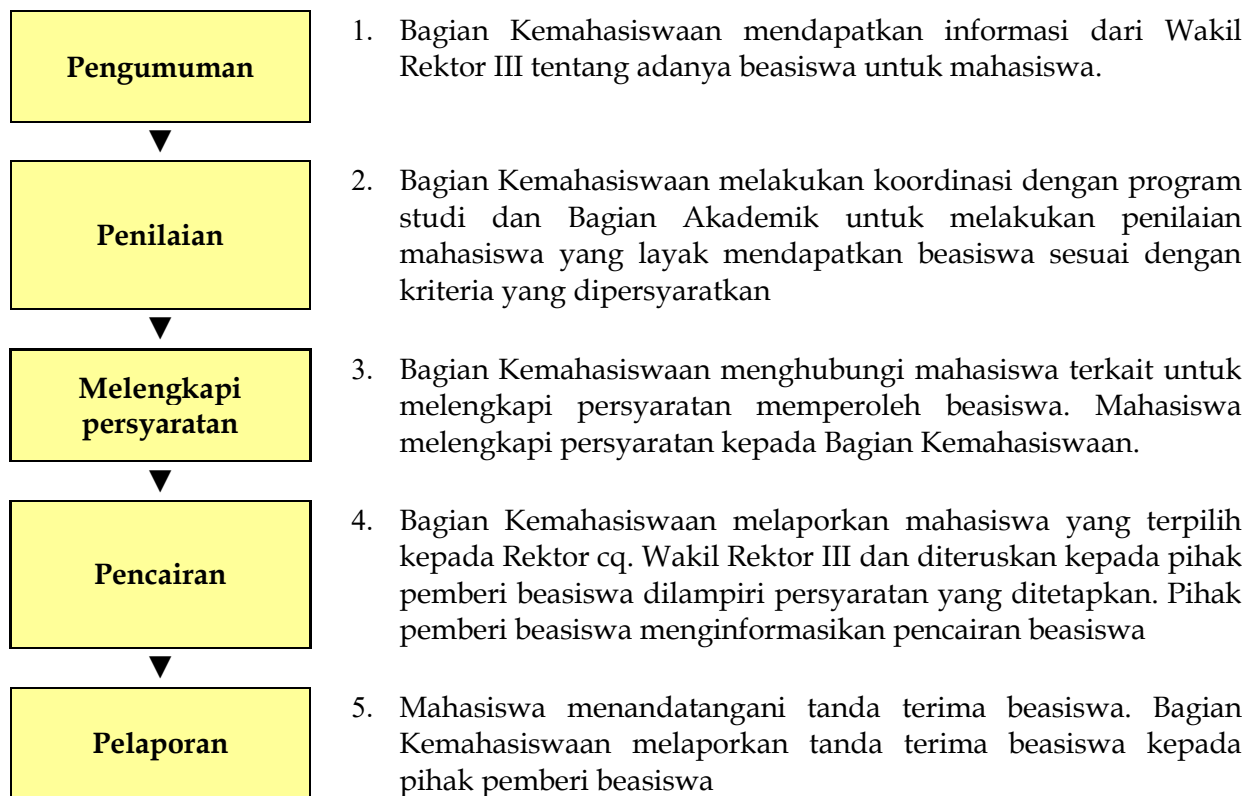 Pengumuman
1. Bagian Kemahasiswaan mendapatkan informasi dari Wakil
Rektor III tentang adanya beasiswa untuk mahasiswa.
▼
Penilaian
2. Bagian Kemahasiswaan melakukan koordinasi dengan program
studi dan Bagian Akademik untuk melakukan penilaian
mahasiswa yang layak mendapatkan beasiswa sesuai dengan
kriteria yang dipersyaratkan
▼
Melengkapi
persyaratan
3. Bagian Kemahasiswaan menghubungi mahasiswa terkait untuk
melengkapi persyaratan memperoleh beasiswa. Mahasiswa
melengkapi persyaratan kepada Bagian Kemahasiswaan.
▼
Pencairan
4. Bagian Kemahasiswaan melaporkan mahasiswa yang terpilih
kepada Rektor cq. Wakil Rektor III dan diteruskan kepada pihak
pemberi beasiswa dilampiri persyaratan yang ditetapkan. Pihak
pemberi beasiswa menginformasikan pencairan beasiswa
▼
Pelaporan
5. Mahasiswa menandatangani tanda terima beasiswa. Bagian
Kemahasiswaan melaporkan tanda terima beasiswa kepada
pihak pemberi beasiswa